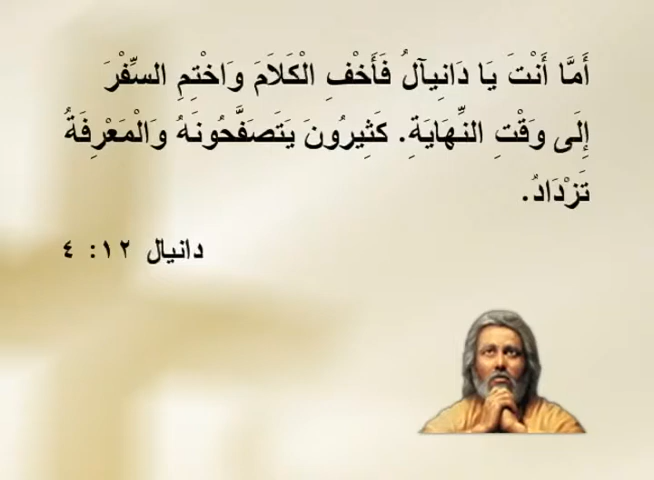 أَمَّا أَنْتَ يَا دَانِيآلُ فَأَخْفِ الْكَلاَمَ وَاخْتِمِ السِّفْرَ
إِلَى وَقْتِ النِّهَايَةِ. كَثِيرُونَ يَتَصَفَّحُونَهُ وَالْمَعْرِفَةُ
تَزْدَادُ.
دانيال ١٢: ٤